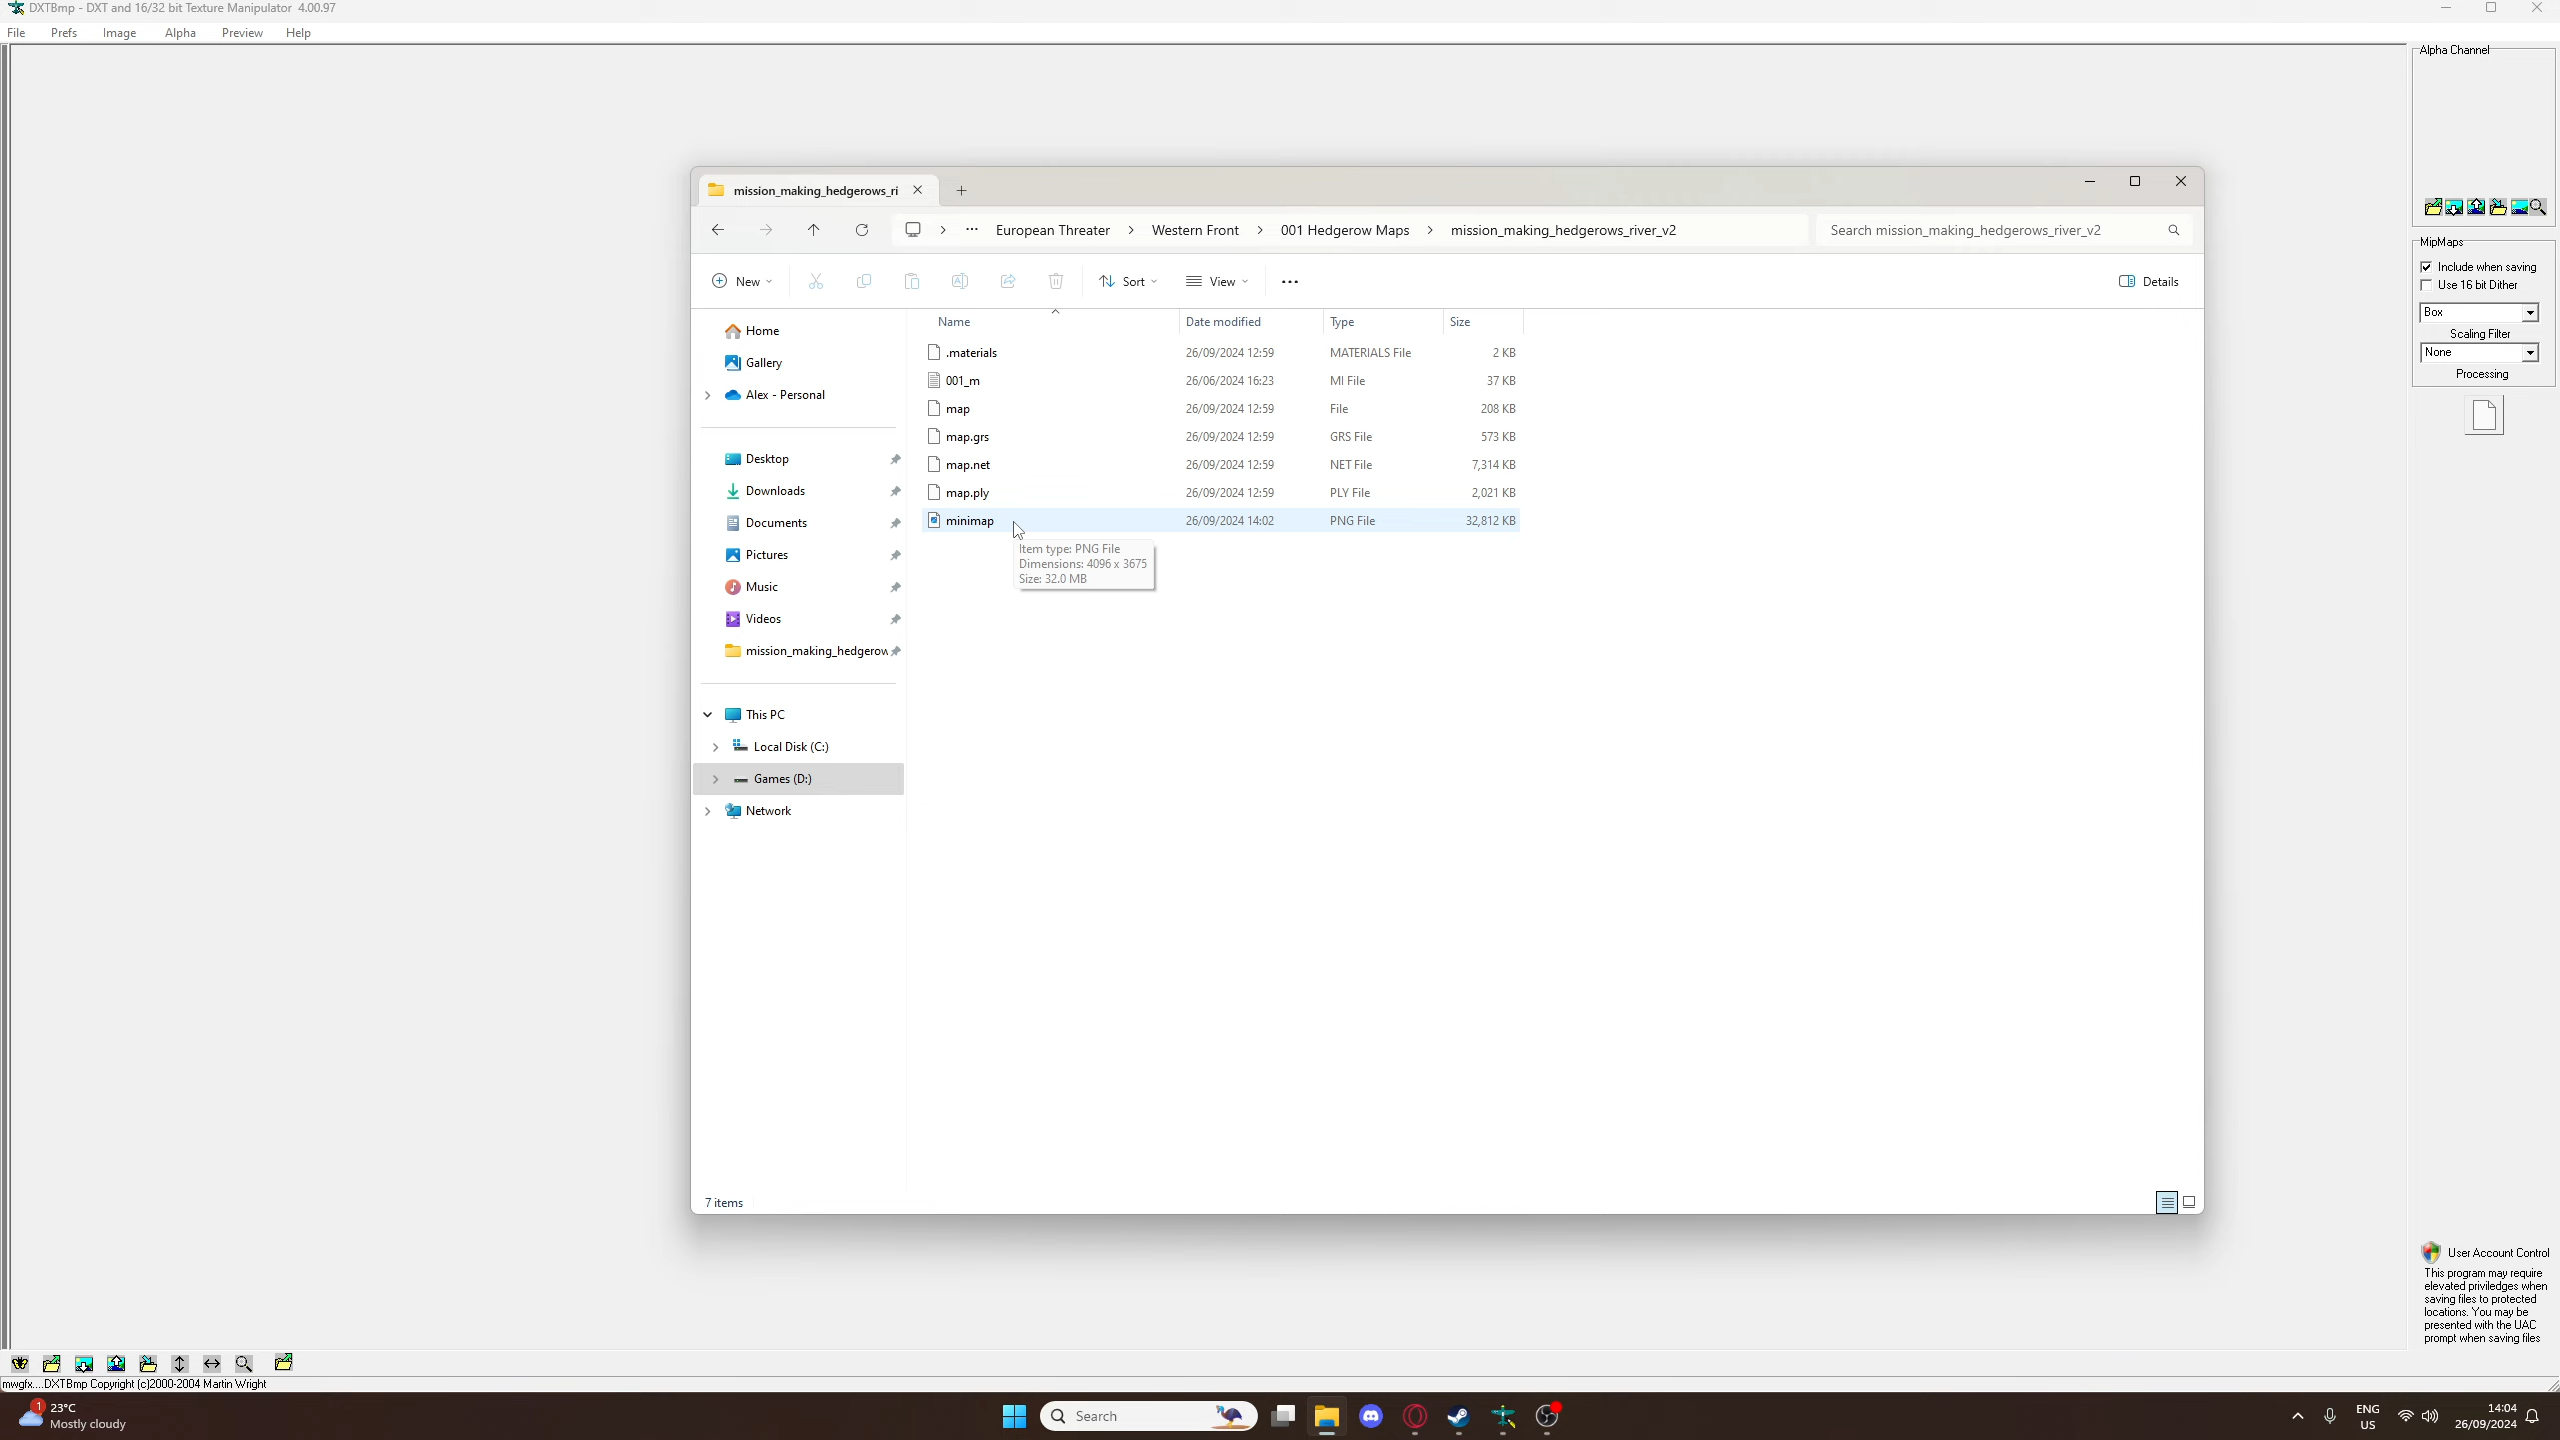 DXTBmp - DXT and 16/32 bit Texture Manipulator 4.00.97
File Prefs Image Alpha Preview Help
Alpha Channel
MipMaps
Include when saving
Use 16 bit Dither
Box
Scaling Filter
None
Processing
mission_making_hedgerows_ri
European Threater Western Front 001 Hedgerow Maps mission_making_hedgerows_river_v2
Search mission_making_hedgerows_river_v2
New Sort View Details
Home
Gallery
Alex - Personal
Desktop
Downloads
Documents
Pictures
Music
Videos
mission_making_hedgerow
This PC
Local Disk (C:)
Games (D:)
Network
Name Date modified Type Size
.materials 26/09/2024 12:59 MATERIALS File 2 KB
001_m 26/06/2024 16:23 MI File 37 KB
map 26/09/2024 12:59 File 208 KB
map.grs 26/09/2024 12:59 GRS File 573 KB
map.net 26/09/2024 12:59 NET File 7,314 KB
map.ply 26/09/2024 12:59 PLY File 2,021 KB
minimap 26/09/2024 14:02 PNG File 32,812 KB
Item type: PNG File
Dimensions: 4096 x 3675
Size: 32.0 MB
7 items
User Account Control
This program may require
elevated priviledges when
saving files to protected
locations. You may be
presented with the UAC
prompt when saving files
mwgfx....DXTBmp Copyright (c)2000-2004 Martin Wright
1
23°C
Mostly cloudy
Search
ENG
US
14:04
26/09/2024